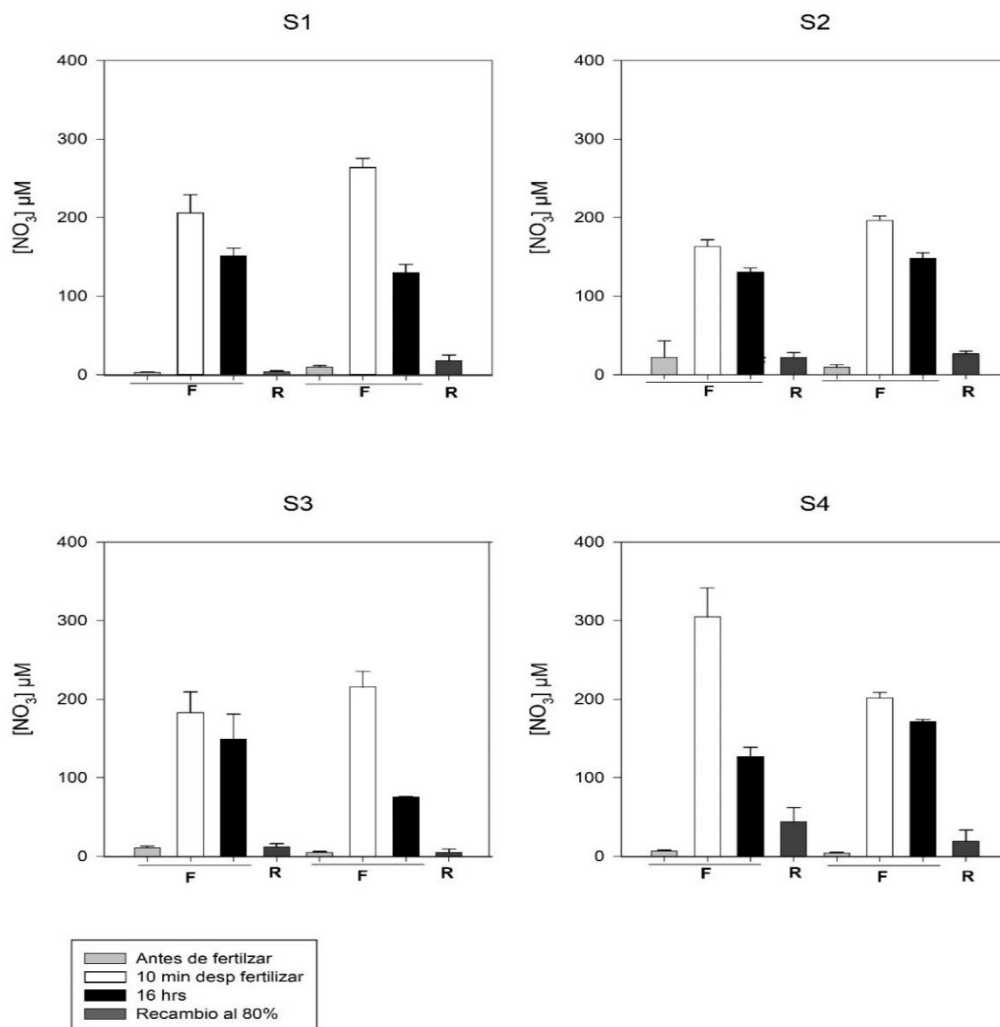 S1
400
300
200
100
0
[NO₃] µM
F
R
F
R
S2
400
300
200
100
0
[NO₃] µM
F
R
F
R
S3
400
300
200
100
0
[NO₃] µM
F
R
F
R
S4
400
300
200
100
0
[NO₃] µM
F
R
F
R
Antes de fertilzar
10 min desp fertilizar
16 hrs
Recambio al 80%